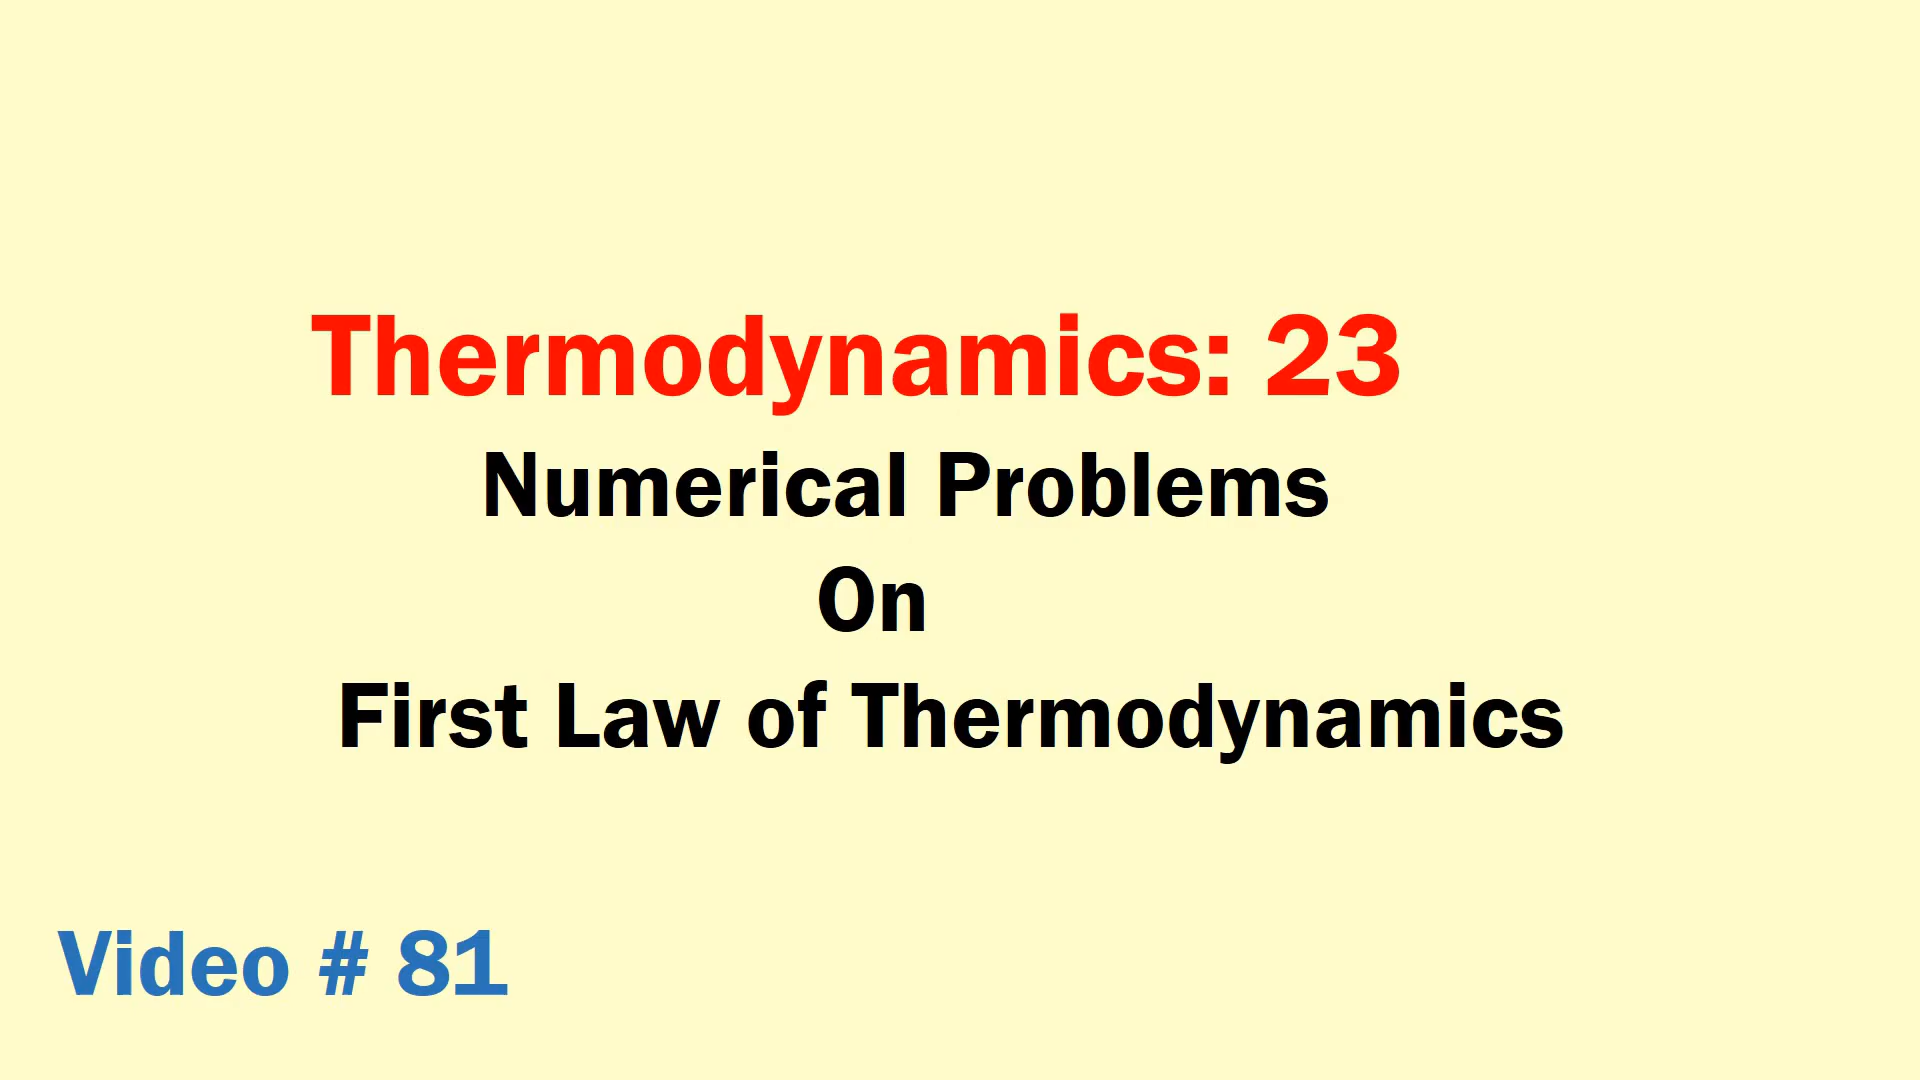 Thermodynamics: 23
Numerical Problems
On
First Law of Thermodynamics
Video # 81